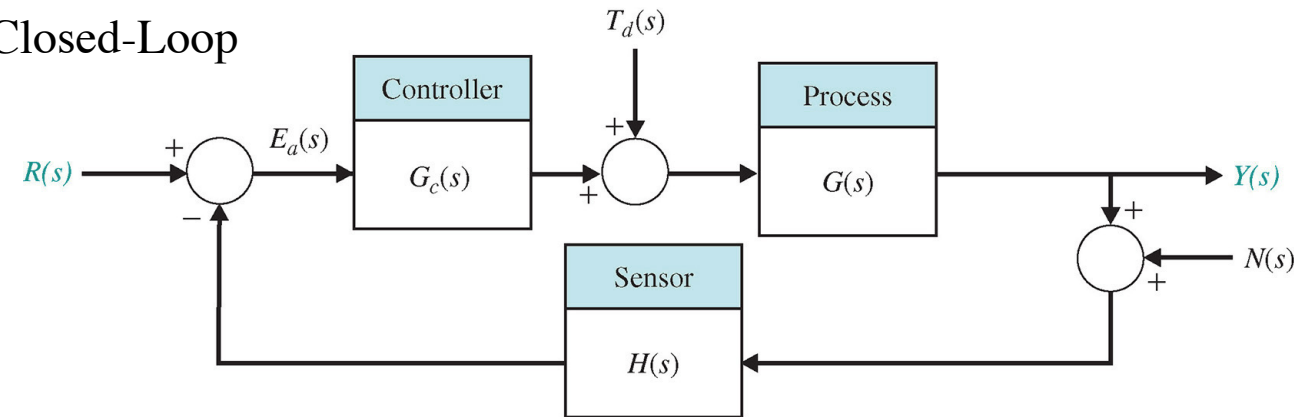 Closed-Loop
T_d(s)
Controller
Process
+
E_a(s)
+
R(s)
G_c(s)
+
G(s)
Y(s)
−
+
N(s)
+
Sensor
H(s)